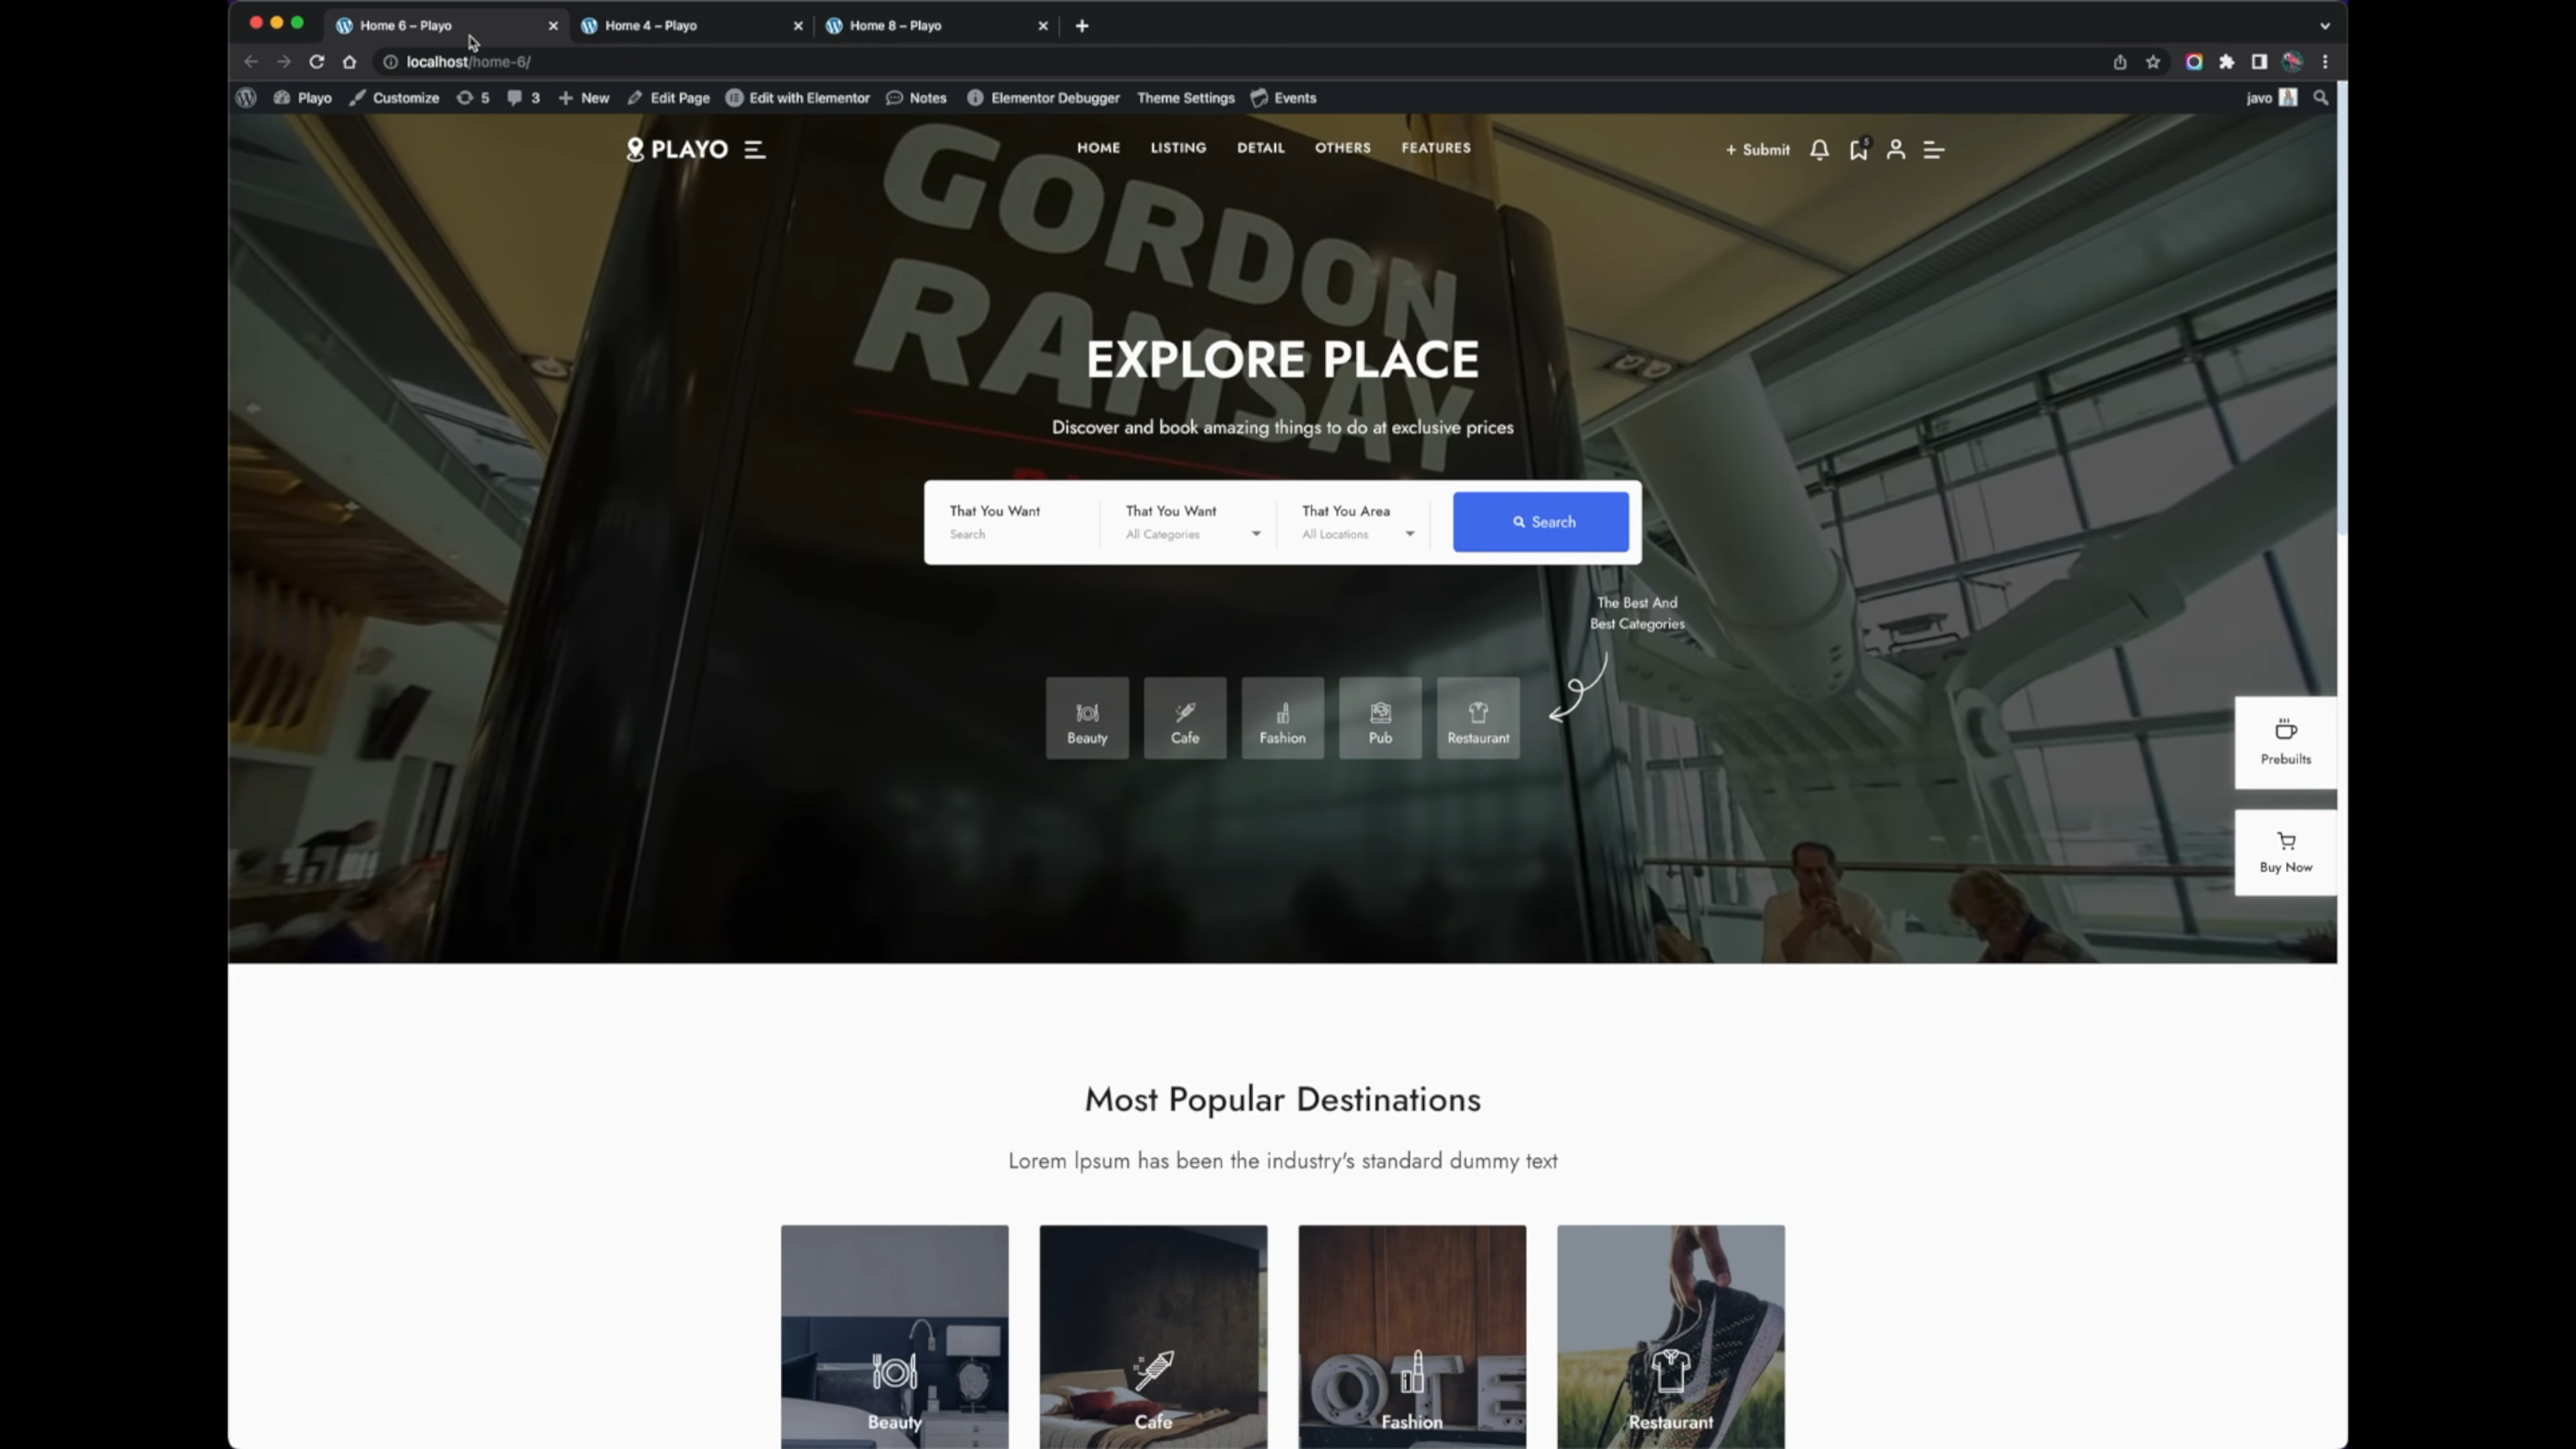 Home 6 – Playo
Home 4 – Playo
Home 8 – Playo
localhost/home-6/
Playo
Customize
5
3
New
Edit Page
Edit with Elementor
Notes
Elementor Debugger
Theme Settings
Events
javo
PLAYO
HOME
LISTING
DETAIL
OTHERS
FEATURES
+ Submit
5
GORDON
RAMSAY
EXPLORE PLACE
Discover and book amazing things to do at exclusive prices
That You Want
Search
That You Want
All Categories
That You Area
All Locations
Search
The Best And
Best Categories
Beauty
Cafe
Fashion
Pub
Restaurant
Prebuilts
Buy Now
Most Popular Destinations
Lorem Ipsum has been the industry's standard dummy text
OTE
Beauty
Cafe
Fashion
Restaurant